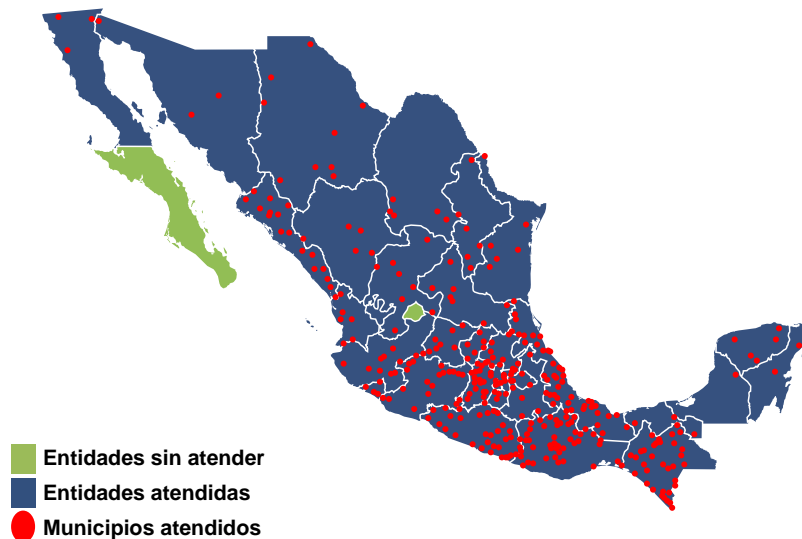 Entidades sin atender
Entidades atendidas
Municipios atendidos